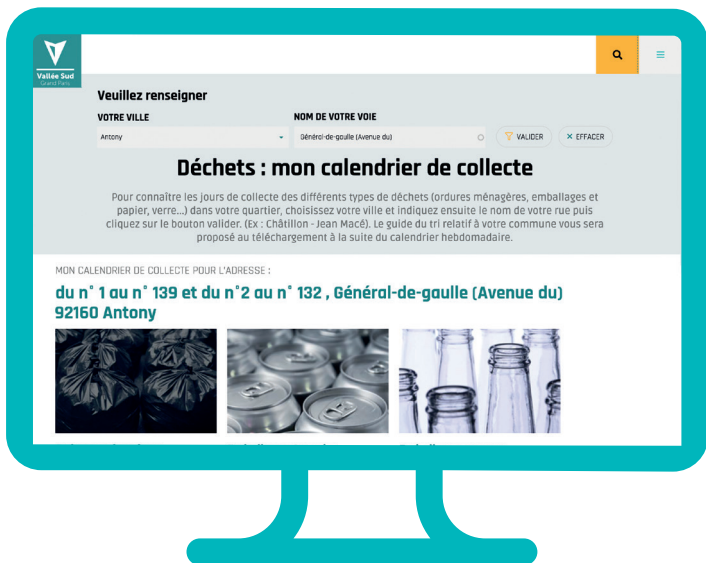 Vallée Sud
Grand Paris
Veuillez renseigner
VOTRE VILLE
NOM DE VOTRE VOIE
Antony
Général-de-gaulle (Avenue du)
VALIDER
× EFFACER
Déchets : mon calendrier de collecte
Pour connaître les jours de collecte des différents types de déchets (ordures ménagères, emballages et
papier, verre...) dans votre quartier, choisissez votre ville et indiquez ensuite le nom de votre rue puis
cliquez sur le bouton valider. (Ex : Châtillon - Jean Macé). Le guide du tri relatif à votre commune vous sera
proposé au téléchargement à la suite du calendrier hebdomadaire.
MON CALENDRIER DE COLLECTE POUR L'ADRESSE :
du n° 1 au n° 139 et du n°2 au n° 132 , Général-de-gaulle (Avenue du)
92160 Antony